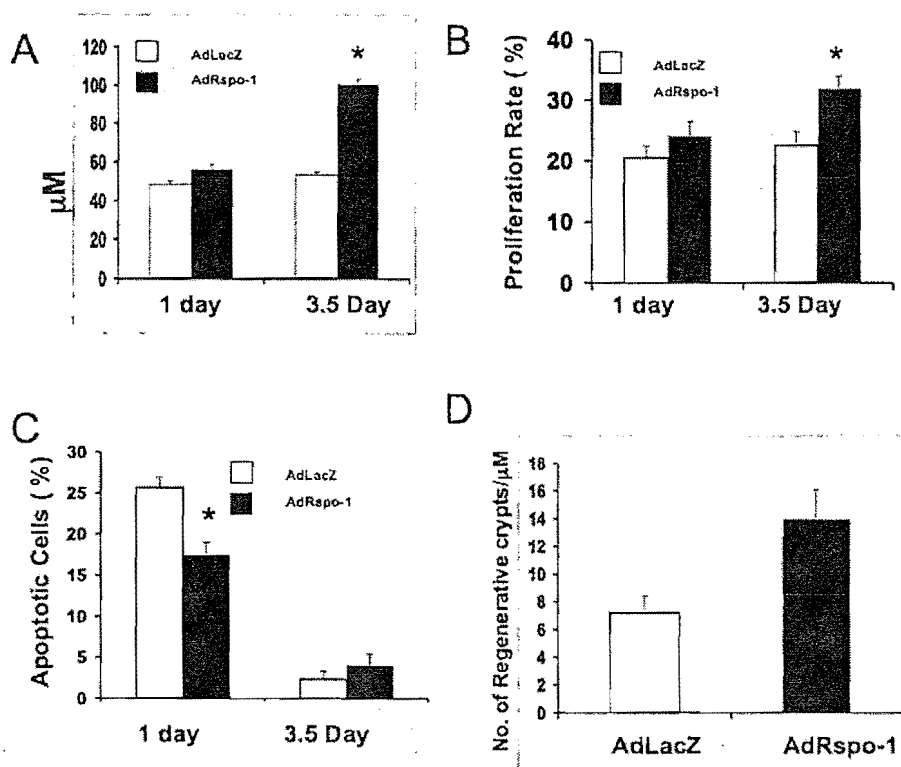 A
120
100
80
60
40
20
0
µM
AdLacZ
AdRspo-1
*
1 day
3.5 Day
B
40
30
20
10
0
Proliferation Rate ( %)
AdLacZ
AdRspo-1
*
1 day
3.5 Day
C
30
25
20
15
10
5
0
Apoptotic Cells ( %)
AdLacZ
AdRspo-1
*
1 day
3.5 Day
D
18
16
14
12
10
8
6
4
2
0
No. of Regenerative crypts/µM
AdLacZ
AdRspo-1